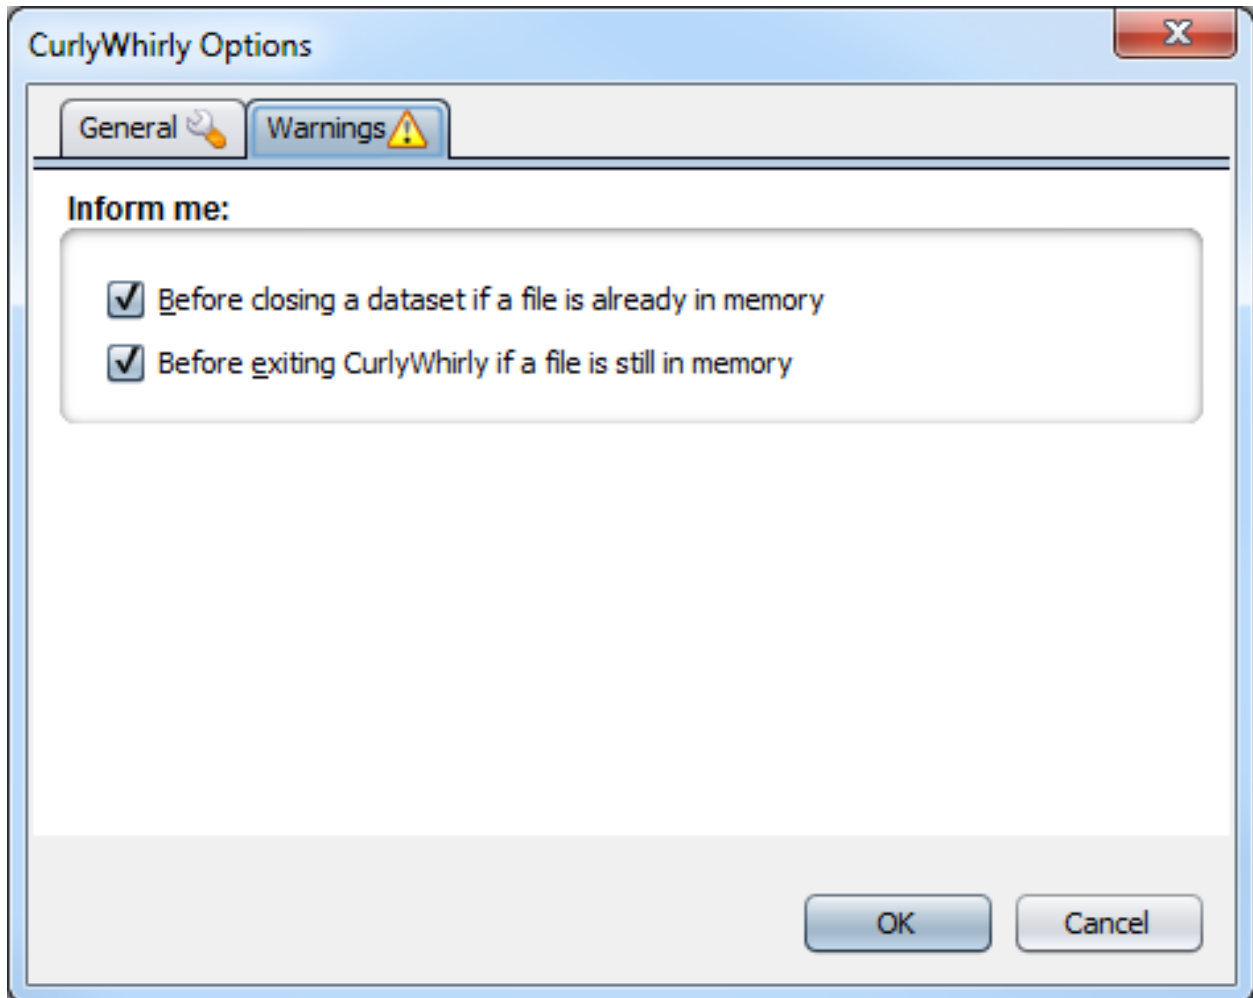 CurlyWhirly Options
General
Warnings
Inform me:
Before closing a dataset if a file is already in memory
Before exiting CurlyWhirly if a file is still in memory
OK
Cancel